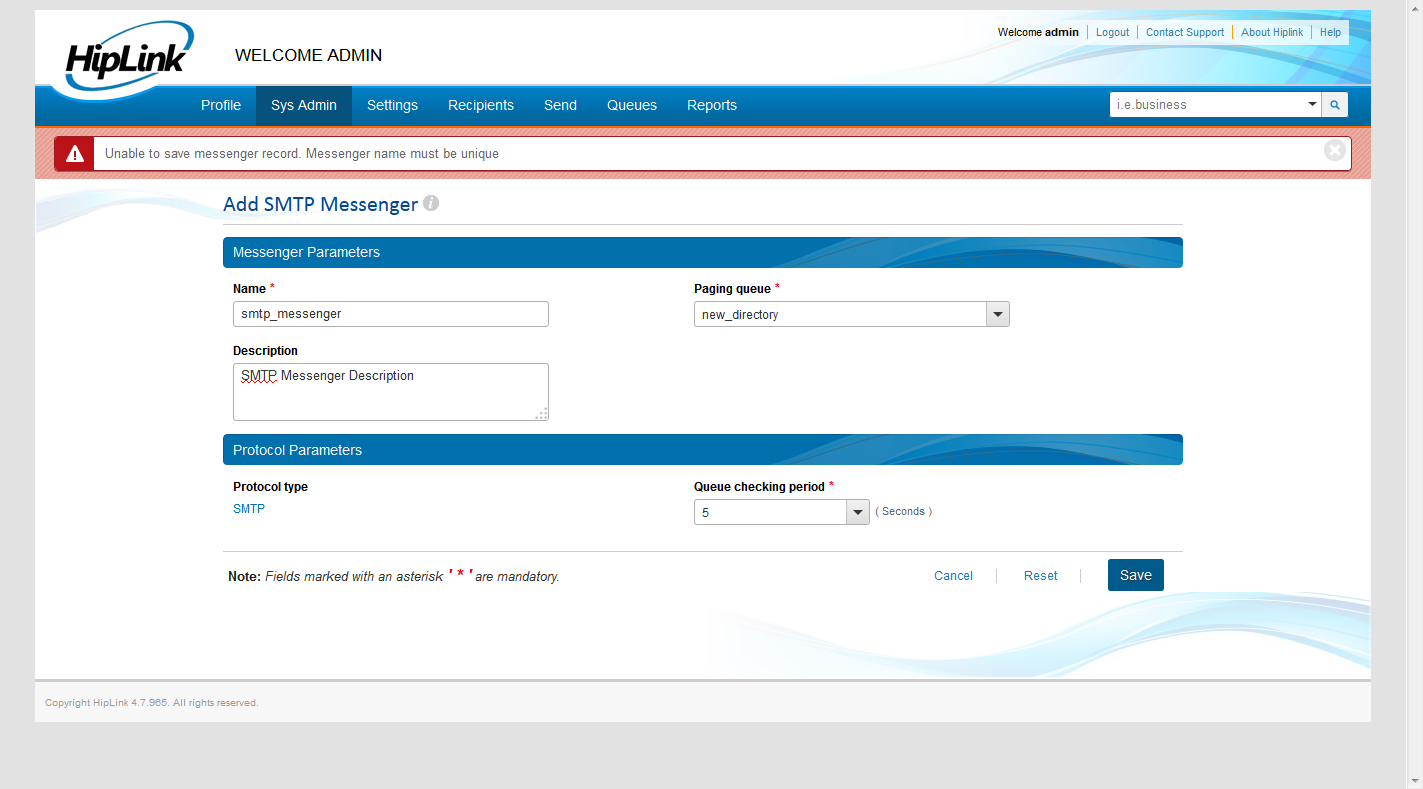 HipLink
WELCOME ADMIN
Welcome admin Logout Contact Support About Hiplink Help
Profile Sys Admin Settings Recipients Send Queues Reports i.e.business
Unable to save messenger record. Messenger name must be unique
Add SMTP Messenger i
Messenger Parameters
Name * Paging queue *
smtp_messenger new_directory
Description
SMTP Messenger Description
Protocol Parameters
Protocol type Queue checking period *
SMTP 5 ( Seconds )
Note: Fields marked with an asterisk ' * ' are mandatory. Cancel Reset Save
Copyright HipLink 4.7.965. All rights reserved.